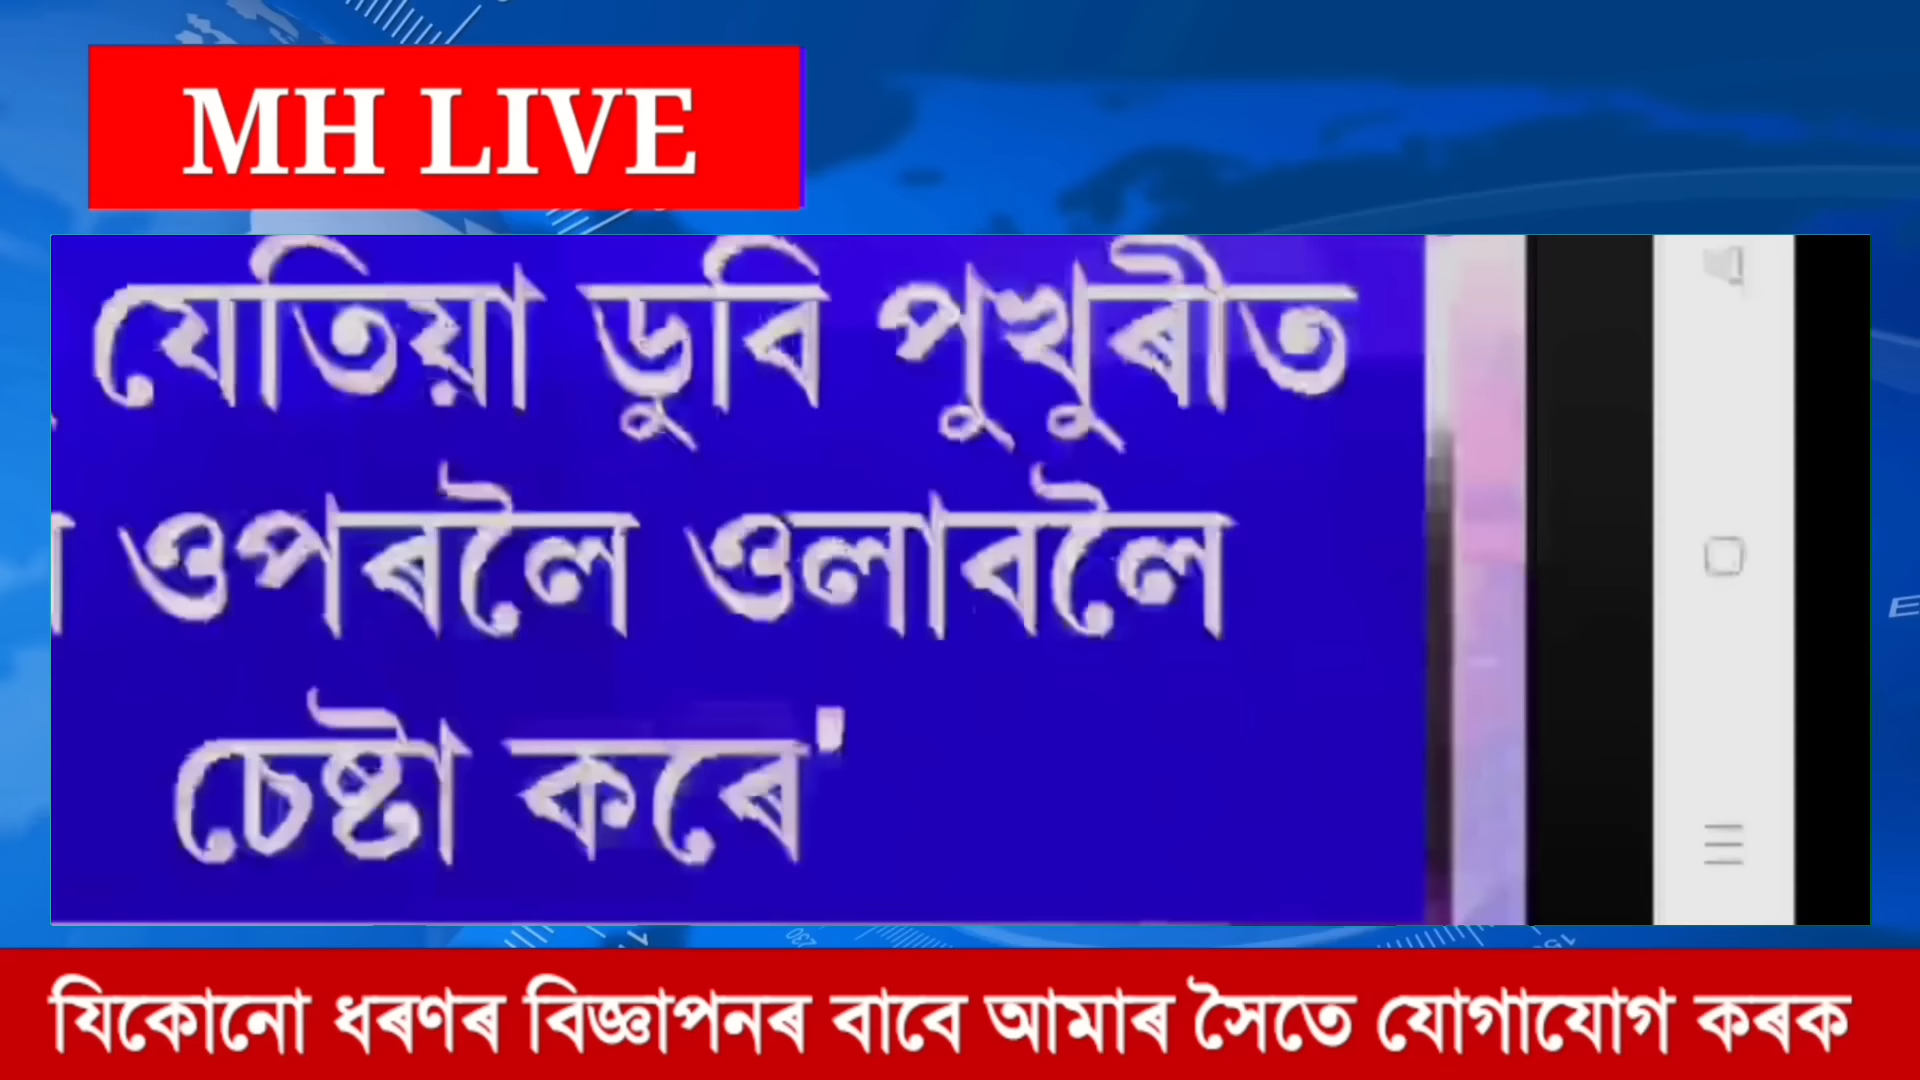 MH LIVE
যেতিয়া ডুবি পুখুৰীত
ওপৰলৈ ওলাবলৈ
চেষ্টা কৰে'
যিকোনো ধৰণৰ বিজ্ঞাপনৰ বাবে আমাৰ সৈতে যোগাযোগ কৰক